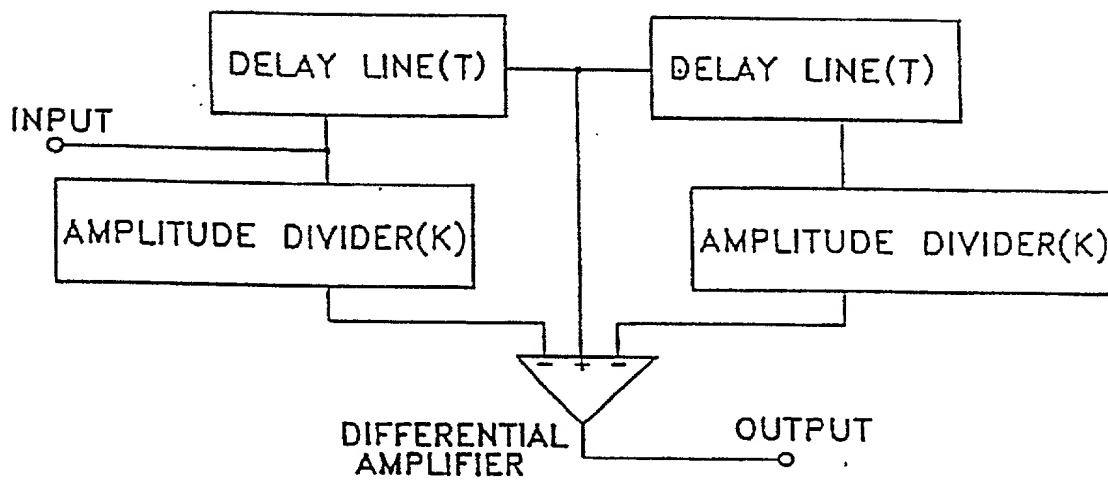 DELAY LINE(T)
DELAY LINE(T)
INPUT
AMPLITUDE DIVIDER(K)
AMPLITUDE DIVIDER(K)
- + -
DIFFERENTIAL
AMPLIFIER
OUTPUT